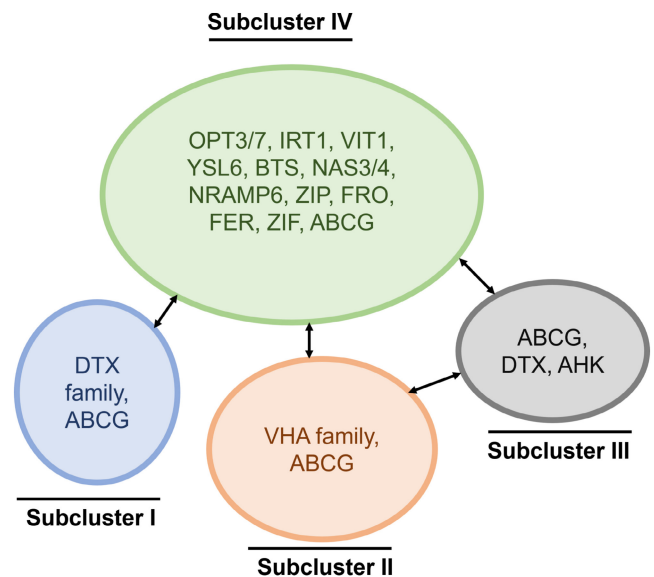 Subcluster IV
OPT3/7, IRT1, VIT1,
YSL6, BTS, NAS3/4,
NRAMP6, ZIP, FRO,
FER, ZIF, ABCG
DTX
family,
ABCG
Subcluster I
VHA family,
ABCG
Subcluster II
ABCG,
DTX, AHK
Subcluster III